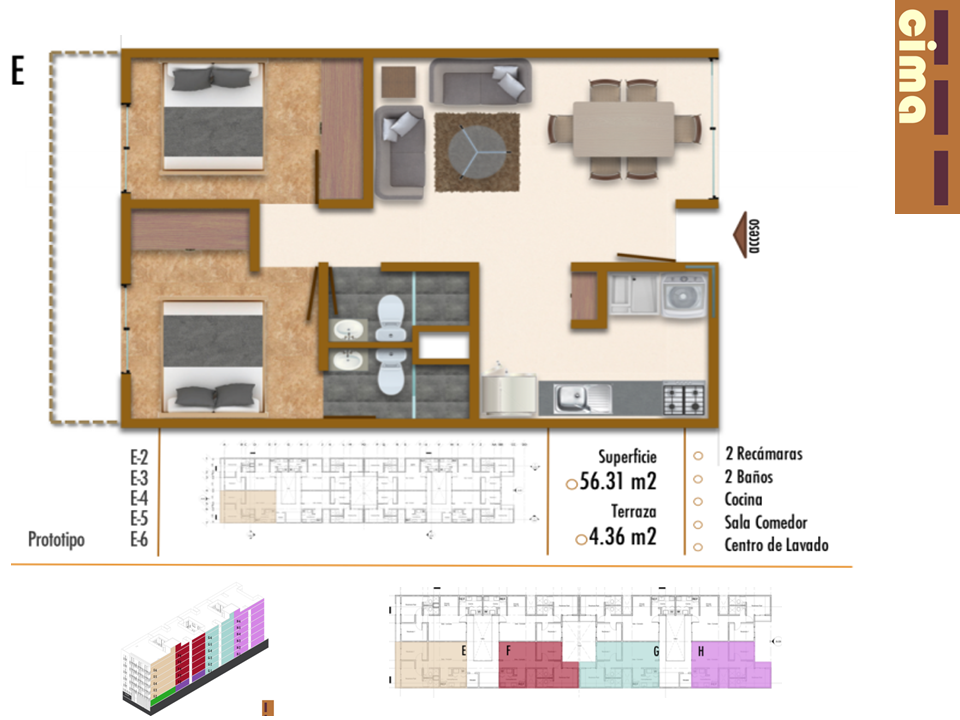 E
cima
acceso
E-2
E-3
E-4
E-5
Prototipo E-6
Superficie
56.31 m2
Terraza
4.36 m2
2 Recámaras
2 Baños
Cocina
Sala Comedor
Centro de Lavado
E F G H